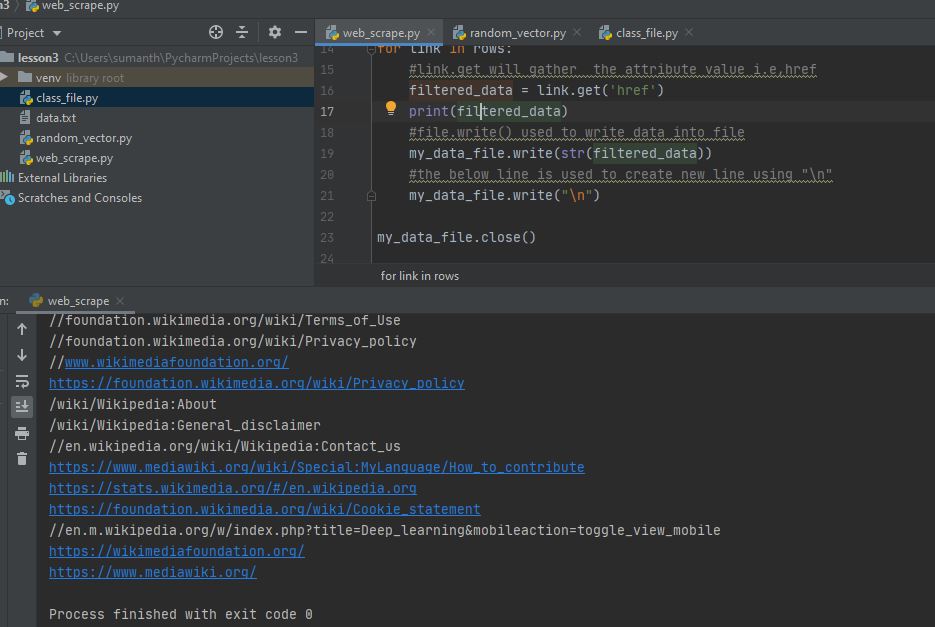 n3 〉 web_scrape.py
Project
web_scrape.py
random_vector.py
class_file.py
lesson3 C:\Users\sumanth\PycharmProjects\lesson3
venv library root
class_file.py
data.txt
random_vector.py
web_scrape.py
External Libraries
Scratches and Consoles
14 for link in rows:
15 #link.get will gather  the attribute value i.e,href
16 filtered_data = link.get('href')
17 print(filtered_data)
18 #file.write() used to write data into file
19 my_data_file.write(str(filtered_data))
20 #the below line is used to create new line using "\n"
21 my_data_file.write("\n")
22
23 my_data_file.close()
24
for link in rows
n: web_scrape
//foundation.wikimedia.org/wiki/Terms_of_Use
//foundation.wikimedia.org/wiki/Privacy_policy
//www.wikimediafoundation.org/
https://foundation.wikimedia.org/wiki/Privacy_policy
/wiki/Wikipedia:About
/wiki/Wikipedia:General_disclaimer
//en.wikipedia.org/wiki/Wikipedia:Contact_us
https://www.mediawiki.org/wiki/Special:MyLanguage/How_to_contribute
https://stats.wikimedia.org/#/en.wikipedia.org
https://foundation.wikimedia.org/wiki/Cookie_statement
//en.m.wikipedia.org/w/index.php?title=Deep_learning&mobileaction=toggle_view_mobile
https://wikimediafoundation.org/
https://www.mediawiki.org/
Process finished with exit code 0